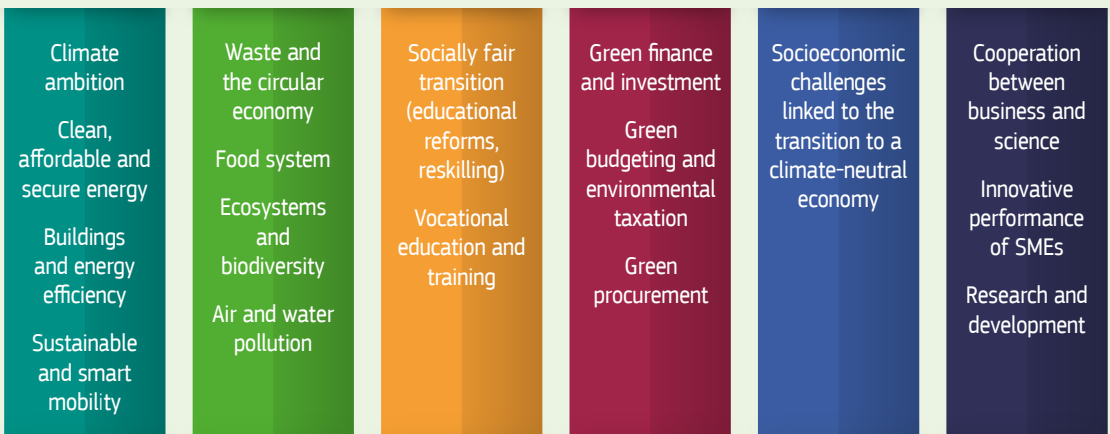 Climate
ambition
Clean,
affordable and
secure energy
Buildings
and energy
efficiency
Sustainable
and smart
mobility
Waste and
the circular
economy
Food system
Ecosystems
and
biodiversity
Air and water
pollution
Socially fair
transition
(educational
reforms,
reskilling)
Vocational
education and
training
Green finance
and investment
Green
budgeting and
environmental
taxation
Green
procurement
Socioeconomic
challenges
linked to the
transition to a
climate-neutral
economy
Cooperation
between
business and
science
Innovative
performance
of SMEs
Research and
development